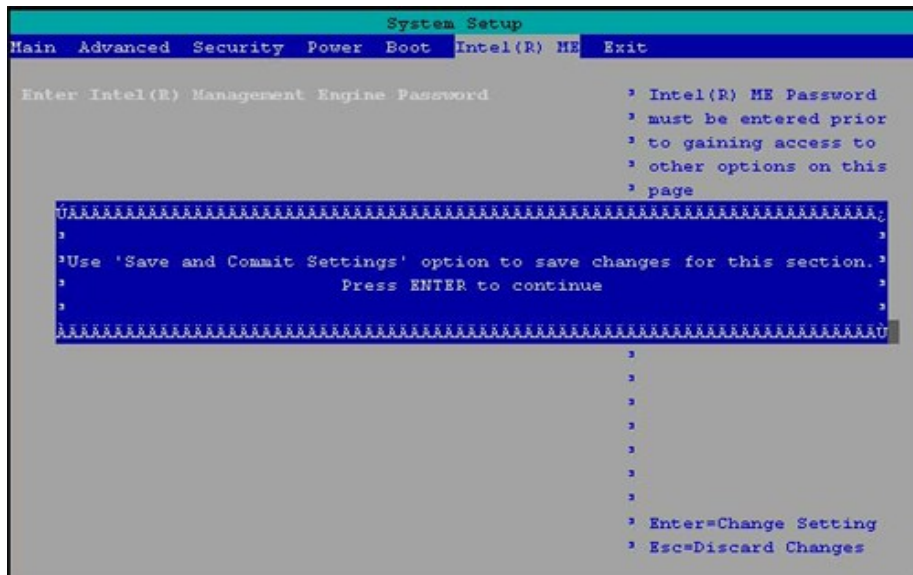 System Setup
Main Advanced Security Power Boot Intel(R) ME Exit
Enter Intel(R) Management Engine Password
Intel(R) ME Password
must be entered prior
to gaining access to
other options on this
page
Use 'Save and Commit Settings' option to save changes for this section.
Press ENTER to continue
Enter=Change Setting
Esc=Discard Changes